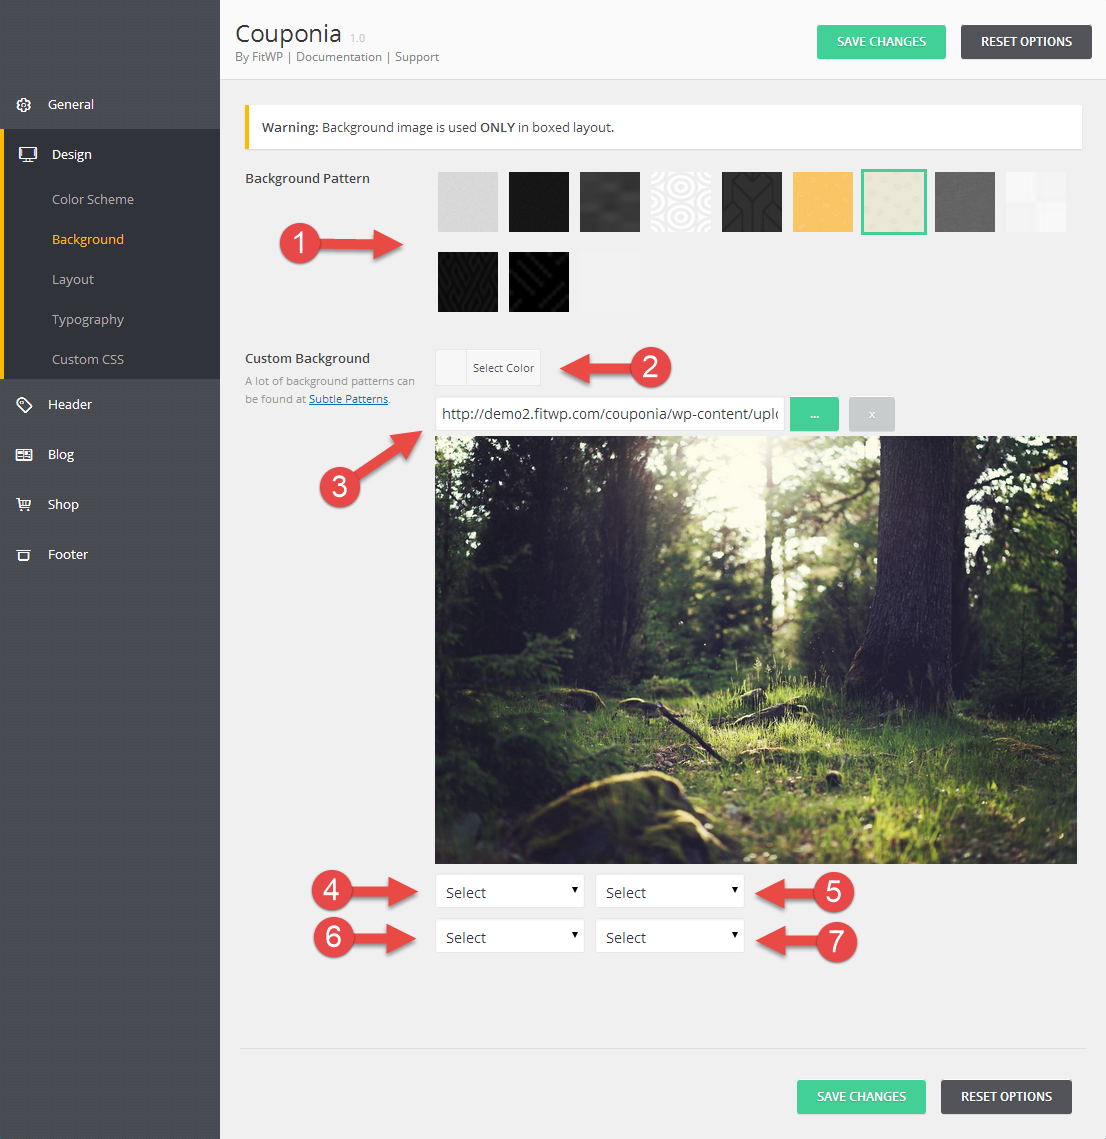 Couponia 1.0
By FitWP | Documentation | Support
SAVE CHANGES
RESET OPTIONS
General
Design
Color Scheme
Background
Layout
Typography
Custom CSS
Header
Blog
Shop
Footer
Warning: Background image is used ONLY in boxed layout.
Background Pattern
1
Custom Background
A lot of background patterns can
be found at Subtle Patterns.
Select Color
2
http://demo2.fitwp.com/couponia/wp-content/uplo
...
x
3
4
Select
Select
5
6
Select
Select
7
SAVE CHANGES
RESET OPTIONS